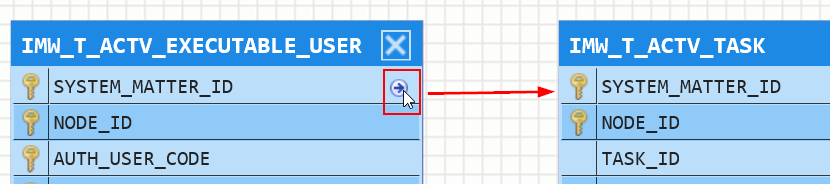 IMW_T_ACTV_EXECUTABLE_USER
SYSTEM_MATTER_ID
NODE_ID
AUTH_USER_CODE
IMW_T_ACTV_TASK
SYSTEM_MATTER_ID
NODE_ID
TASK_ID